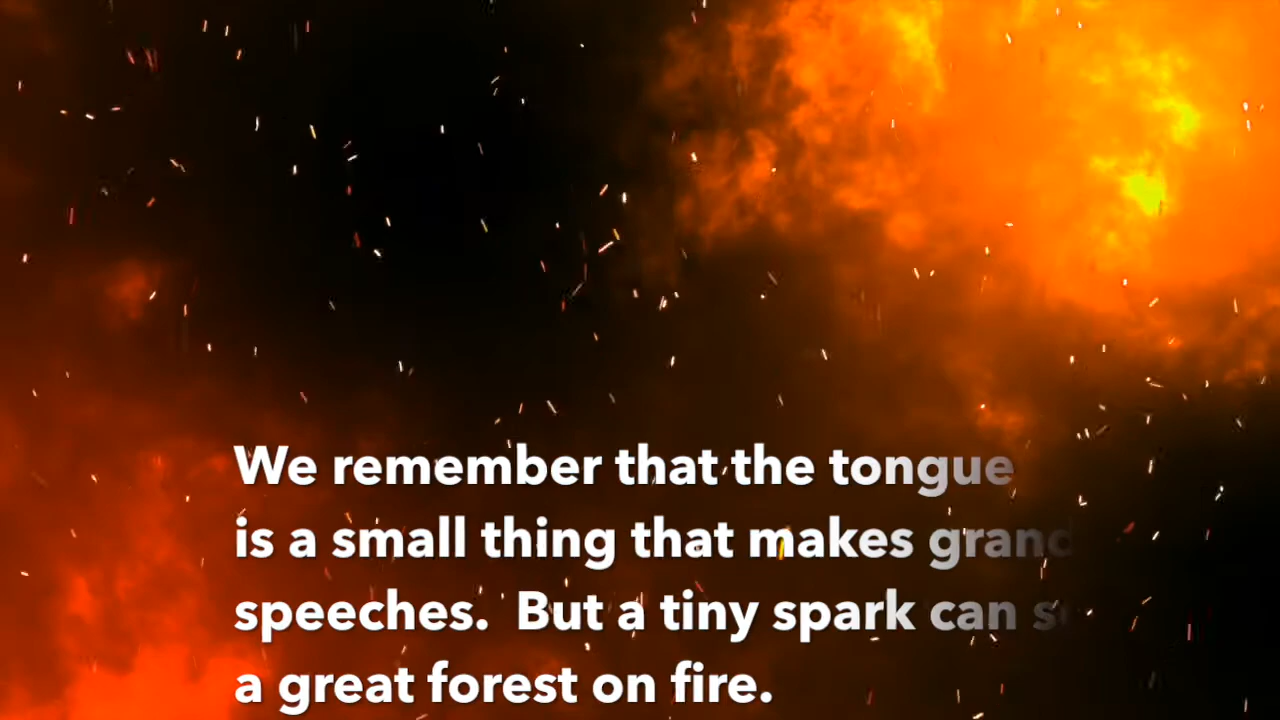 We remember that the tongue
is a small thing that makes grand
speeches.  But a tiny spark can
a great forest on fire.